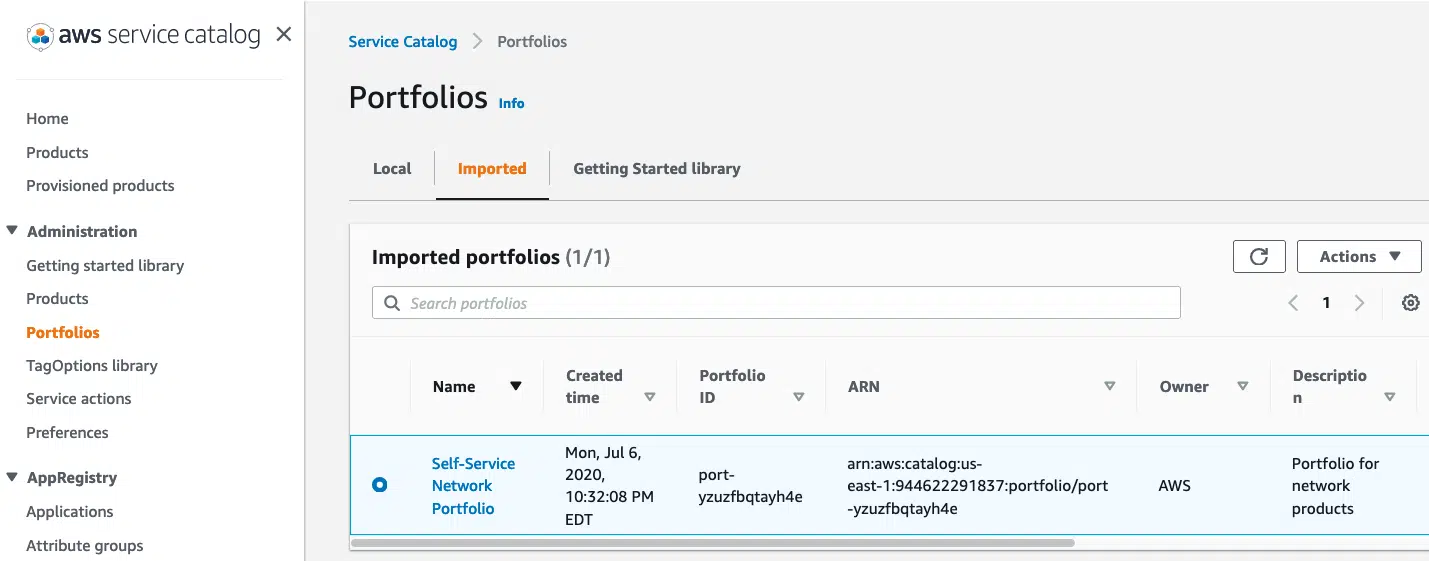 aws service catalog
Home
Products
Provisioned products
Administration
Getting started library
Products
Portfolios
TagOptions library
Service actions
Preferences
AppRegistry
Applications
Attribute groups
Service Catalog > Portfolios
Portfolios Info
Local Imported Getting Started library
Imported portfolios (1/1)
Actions
Search portfolios
1
Name
Created
time
Portfolio
ID
ARN
Owner
Descriptio
n
Self-Service
Network
Portfolio
Mon, Jul 6,
2020,
10:32:08 PM
EDT
port-
yzuzfbqtayh4e
arn:aws:catalog:us-
east-1:944622291837:portfolio/port
-yzuzfbqtayh4e
AWS
Portfolio for
network
products